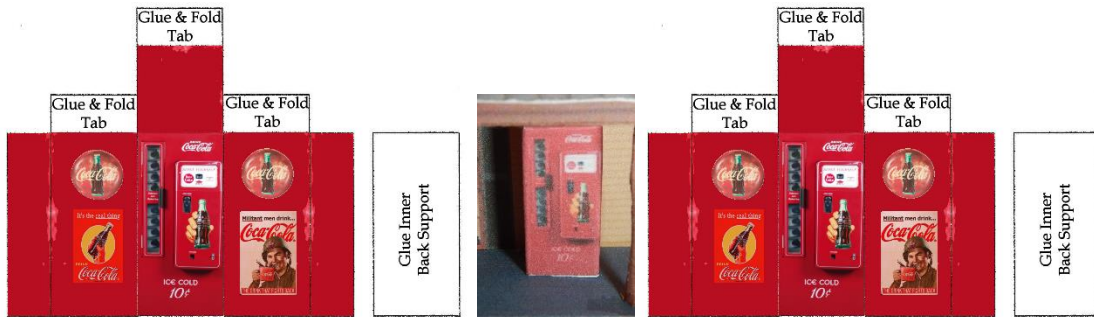 Glue & Fold
Tab
Glue & Fold
Tab
Glue & Fold
Tab
Coca-Cola
Coca-Cola
Coca-Cola
It's the real thing
Coca-Cola
Militant men drink...
Coca-Cola
ICE COLD
10¢
Glue Inner
Back Support
Coca-Cola
ICE COLD
10¢
Glue & Fold
Tab
Glue & Fold
Tab
Glue & Fold
Tab
Coca-Cola
Coca-Cola
Coca-Cola
It's the real thing
Coca-Cola
Militant men drink...
Coca-Cola
ICE COLD
10¢
Glue Inner
Back Support